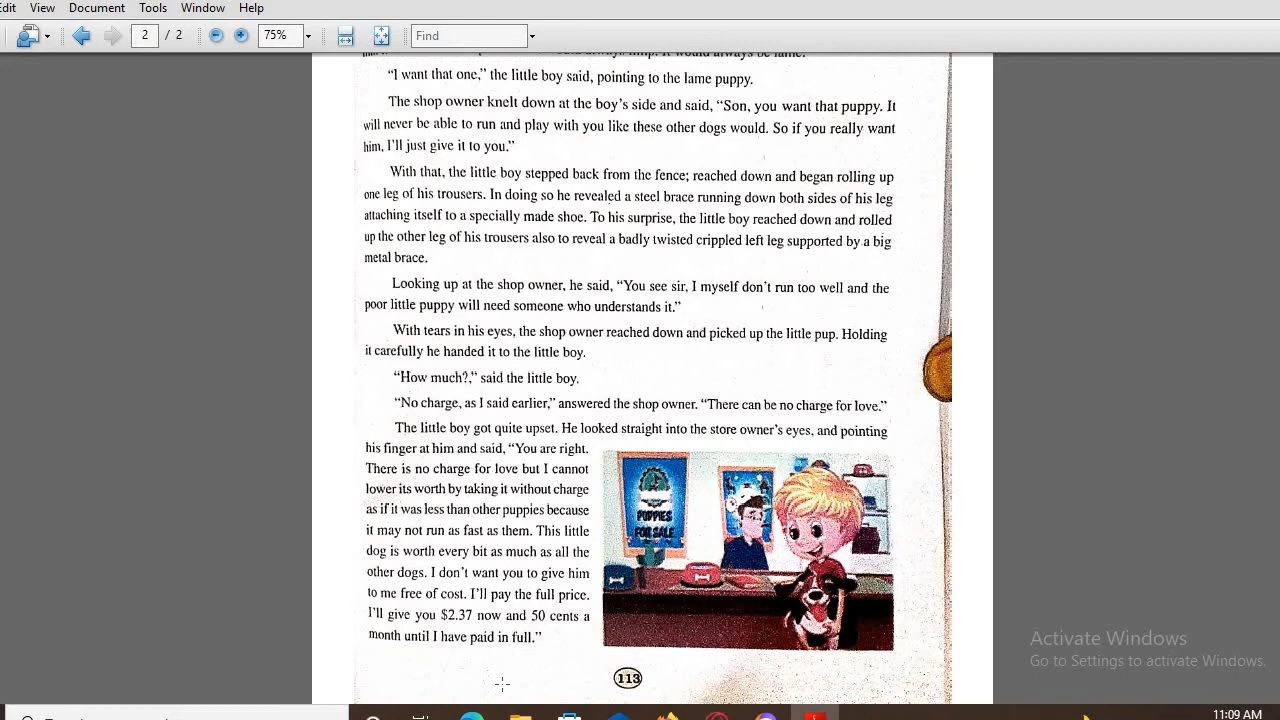 Edit View Document Tools Window Help
2 / 2 75% Find
always limp. It would always be lame.
“I want that one,” the little boy said, pointing to the lame puppy.
The shop owner knelt down at the boy’s side and said, “Son, you want that puppy. It
will never be able to run and play with you like these other dogs would. So if you really want
him, I’ll just give it to you.”
With that, the little boy stepped back from the fence; reached down and began rolling up
one leg of his trousers. In doing so he revealed a steel brace running down both sides of his leg
attaching itself to a specially made shoe. To his surprise, the little boy reached down and rolled
up the other leg of his trousers also to reveal a badly twisted crippled left leg supported by a big
metal brace.
Looking up at the shop owner, he said, “You see sir, I myself don’t run too well and the
poor little puppy will need someone who understands it.”
With tears in his eyes, the shop owner reached down and picked up the little pup. Holding
it carefully he handed it to the little boy.
“How much?,” said the little boy.
“No charge, as I said earlier,” answered the shop owner. “There can be no charge for love.”
The little boy got quite upset. He looked straight into the store owner’s eyes, and pointing
his finger at him and said, “You are right.
There is no charge for love but I cannot
lower its worth by taking it without charge
as if it was less than other puppies because
it may not run as fast as them. This little
dog is worth every bit as much as all the
other dogs. I don’t want you to give him
to me free of cost. I’ll pay the full price.
I’ll give you $2.37 now and 50 cents a
month until I have paid in full.”
PUPPIES
FOR SALE
113
Activate Windows
Go to Settings to activate Windows.
11:09 AM